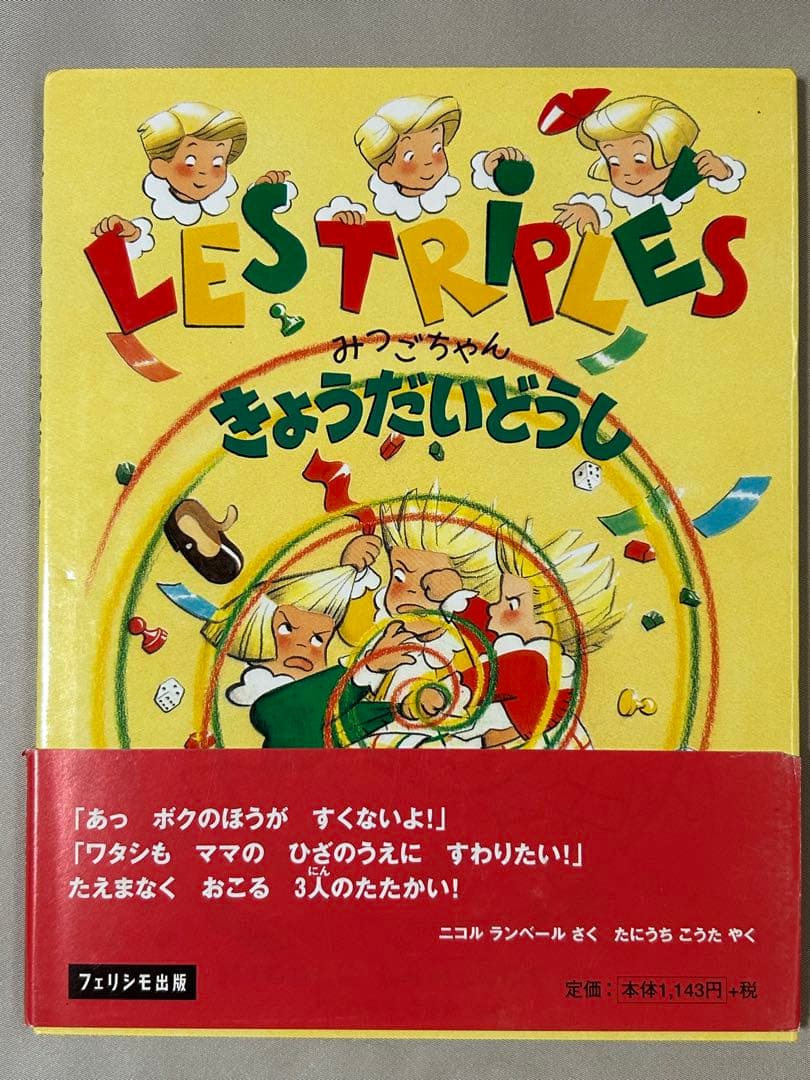 LES TRIPLÉS
みつごちゃん
きょうだいどうし
「あっ　ボクのほうが　すくないよ!」
「ワタシも　ママの　ひざのうえに　すわりたい!」
たえまなく　おこる　3人のたたかい!
にん
ニコル ランベール さく　たにうち こうた やく
フェリシモ出版
定価：本体1,143円+税